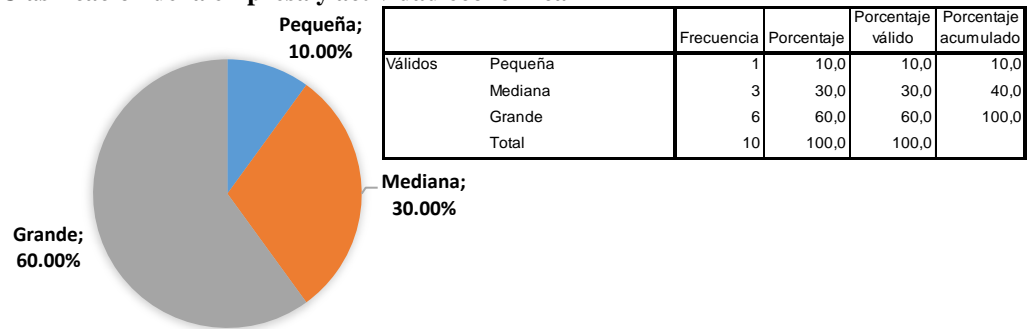 Pequeña;
10.00%
Mediana;
30.00%
Grande;
60.00%
Frecuencia Porcentaje Porcentaje válido Porcentaje acumulado
Válidos Pequeña 1 10,0 10,0 10,0
Mediana 3 30,0 30,0 40,0
Grande 6 60,0 60,0 100,0
Total 10 100,0 100,0